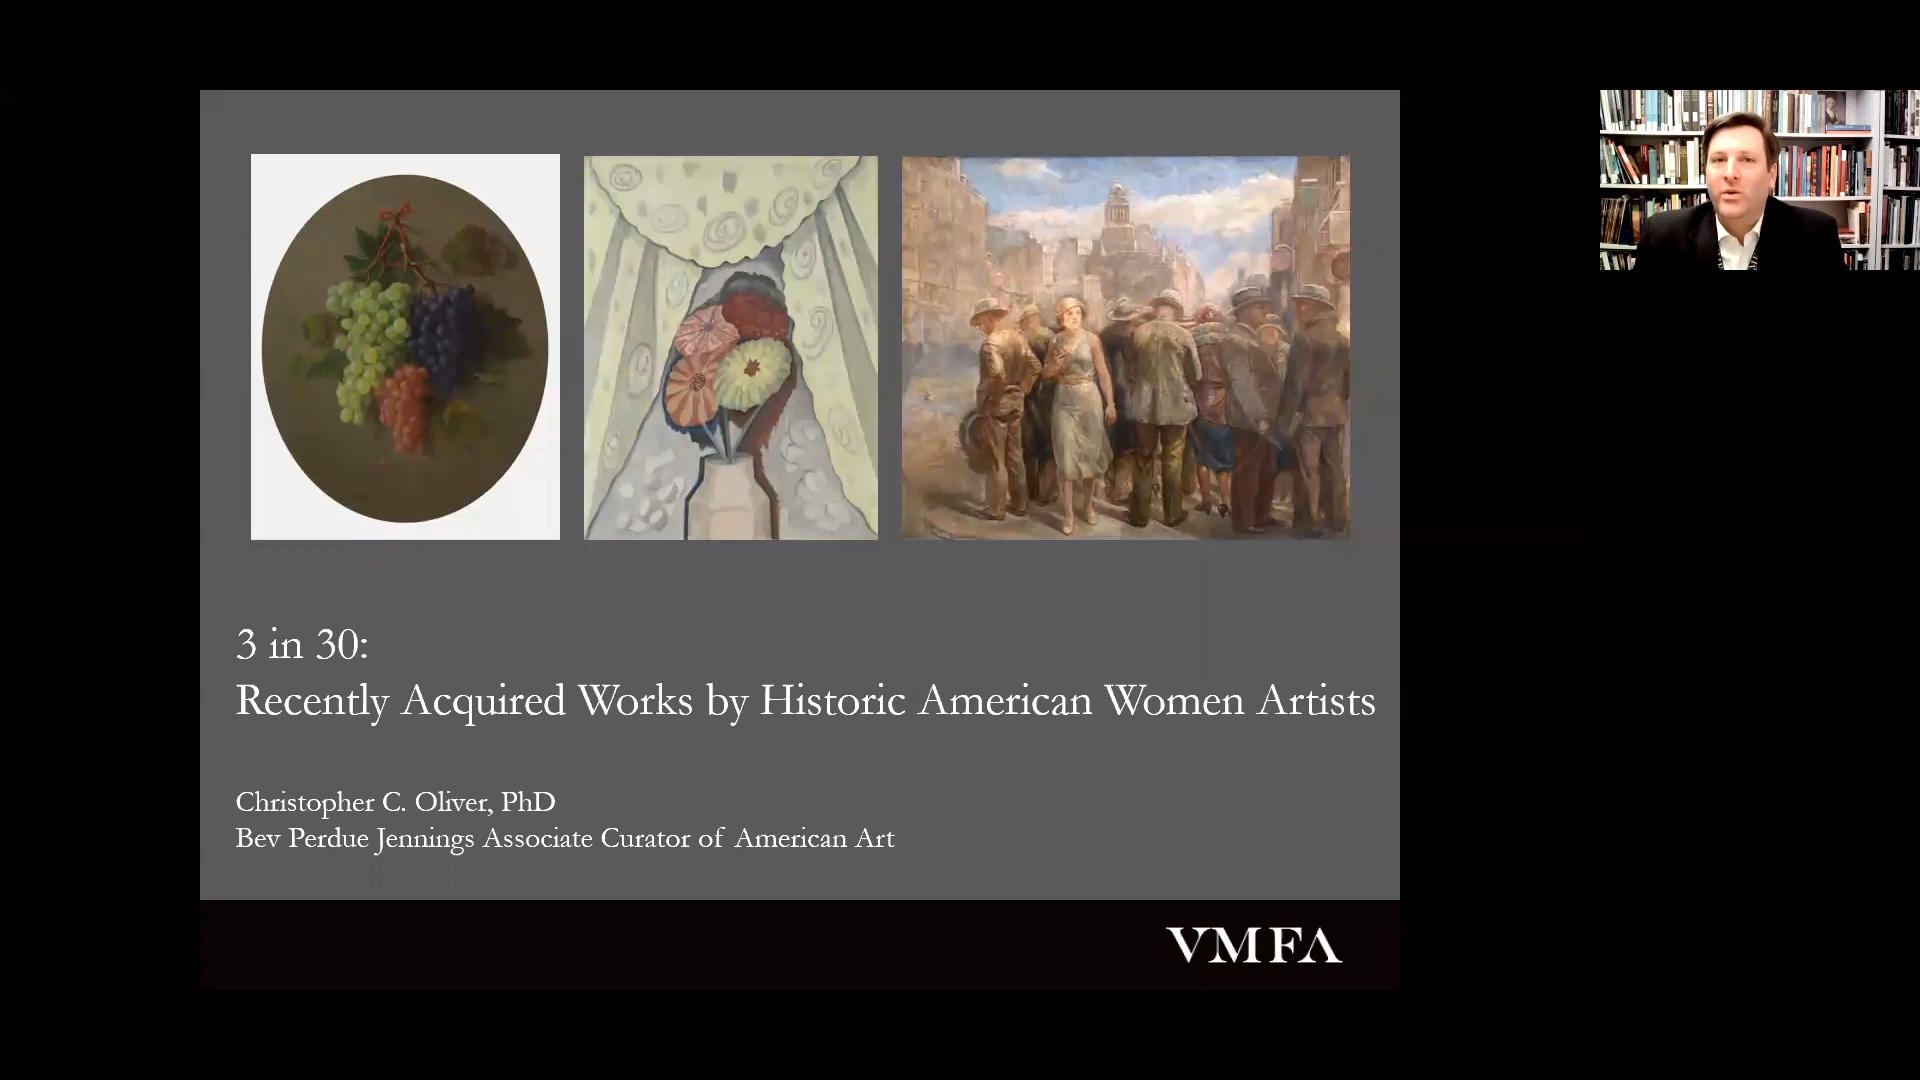 3 in 30:
Recently Acquired Works by Historic American Women Artists
Christopher C. Oliver, PhD
Bev Perdue Jennings Associate Curator of American Art
VMFA